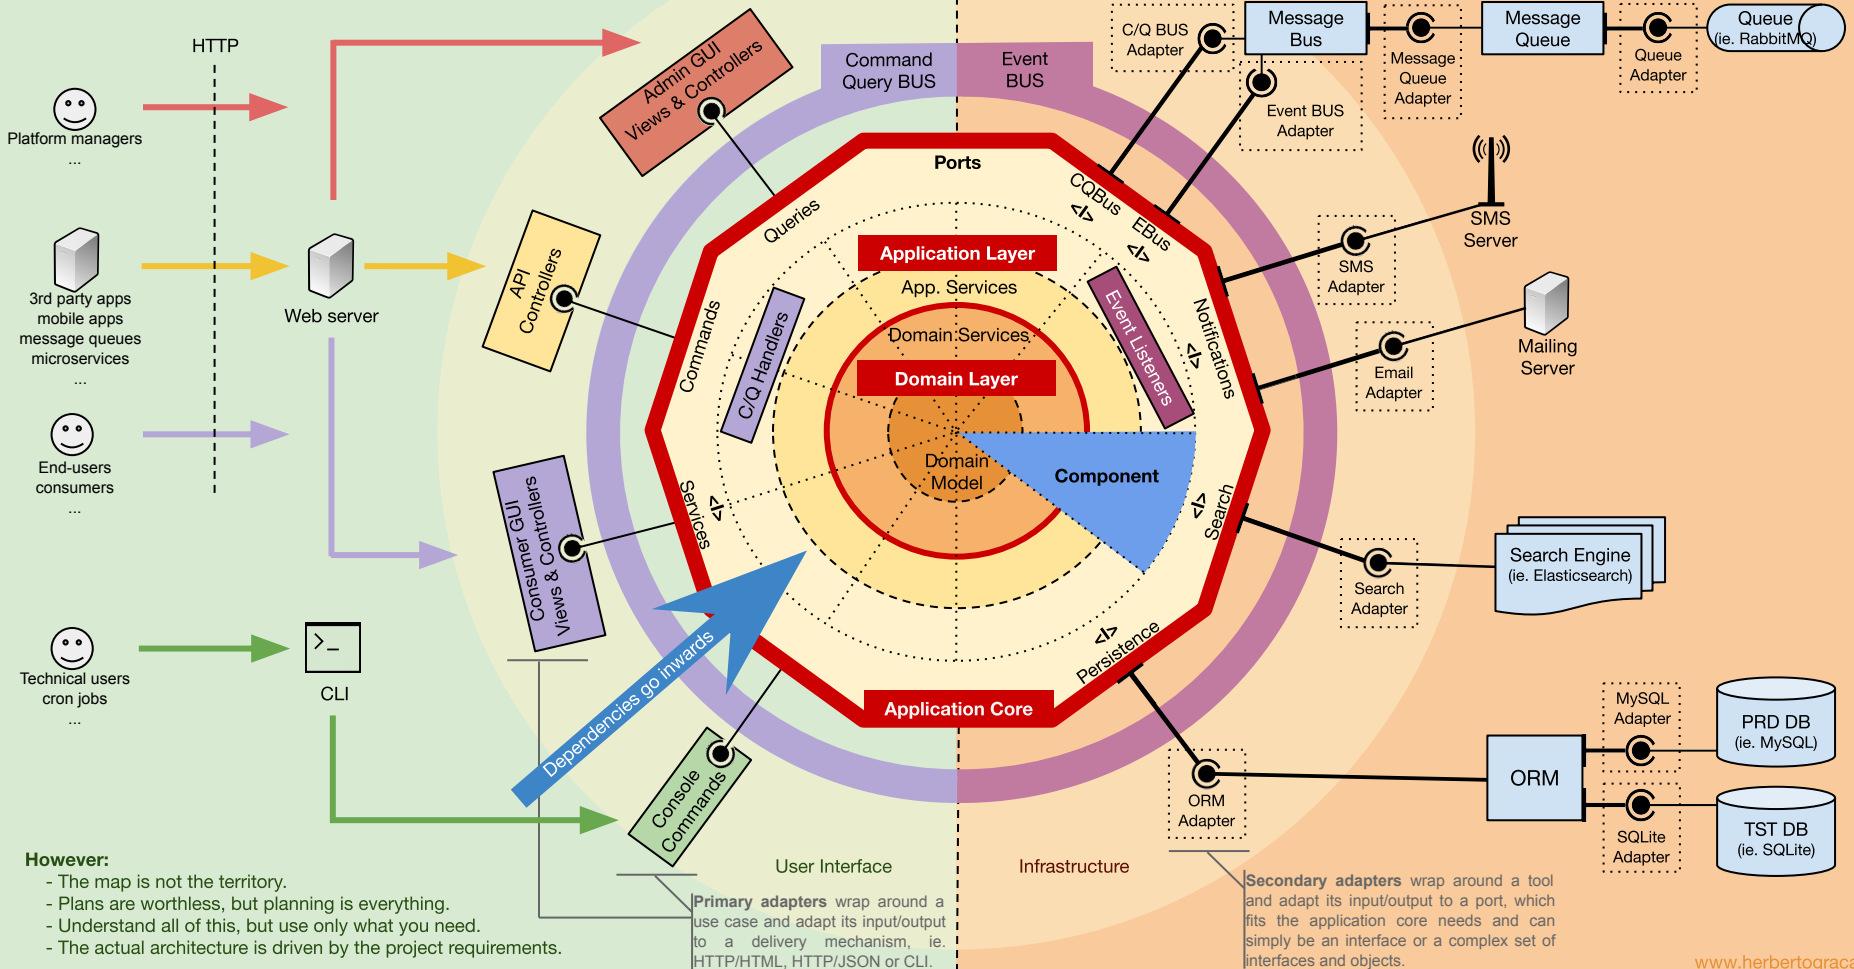 HTTP
Platform managers
...
3rd party apps
mobile apps
message queues
microservices
...
End-users
consumers
...
Technical users
cron jobs
...
Web server
CLI
Admin GUI
Views & Controllers
API
Controllers
Consumer GUI
Views & Controllers
Console
Commands
Dependencies go inwards
Command
Query BUS
Event
BUS
Ports
Queries
Commands
Services
</>
CQBus
</>
EBus
</>
Notifications
</>
Search
</>
Persistence
</>
C/Q Handlers
Event Listeners
Application Layer
App. Services
Domain Services
Domain Layer
Domain
Model
Component
Application Core
User Interface
Infrastructure
C/Q BUS
Adapter
Message
Bus
Event BUS
Adapter
Message
Queue
Adapter
Message
Queue
Queue
Adapter
Queue
(ie. RabbitMQ)
SMS
Server
SMS
Adapter
Mailing
Server
Email
Adapter
Search Engine
(ie. Elasticsearch)
Search
Adapter
ORM
Adapter
ORM
MySQL
Adapter
PRD DB
(ie. MySQL)
SQLite
Adapter
TST DB
(ie. SQLite)
However:
- The map is not the territory.
- Plans are worthless, but planning is everything.
- Understand all of this, but use only what you need.
- The actual architecture is driven by the project requirements.
Primary adapters wrap around a
use case and adapt its input/output
to a delivery mechanism, ie.
HTTP/HTML, HTTP/JSON or CLI.
Secondary adapters wrap around a tool
and adapt its input/output to a port, which
fits the application core needs and can
simply be an interface or a complex set of
interfaces and objects.
www.herbertograca